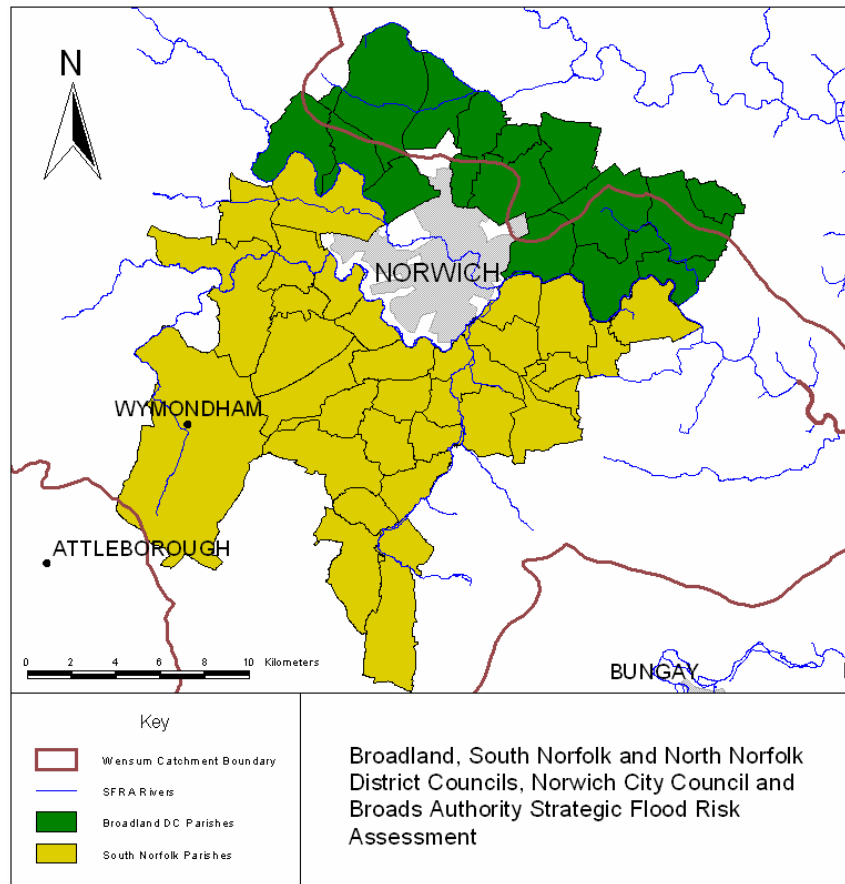 N
NORWICH
WYMONDHAM
ATTLEBOROUGH
0 2 4 6 8 10 Kilometers
BUNGAY
Key
Wensum Catchment Boundary
SFRA Rivers
Broadland DC Parishes
South Norfolk Parishes
Broadland, South Norfolk and North Norfolk
District Councils, Norwich City Council and
Broads Authority Strategic Flood Risk
Assessment